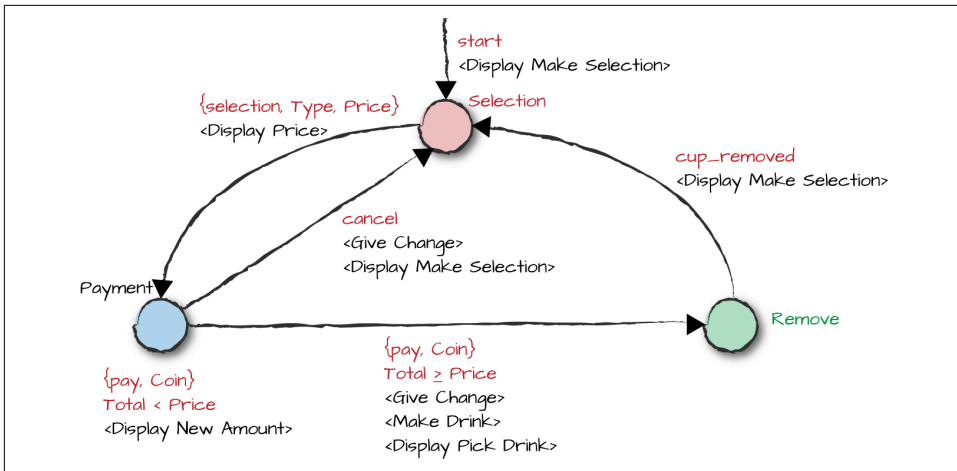 start
<Display Make Selection>
Selection
{selection, Type, Price}
<Display Price>
cup_removed
<Display Make Selection>
cancel
<Give Change>
<Display Make Selection>
Payment
Remove
{pay, Coin}
Total < Price
<Display New Amount>
{pay, Coin}
Total ≥ Price
<Give Change>
<Make Drink>
<Display Pick Drink>